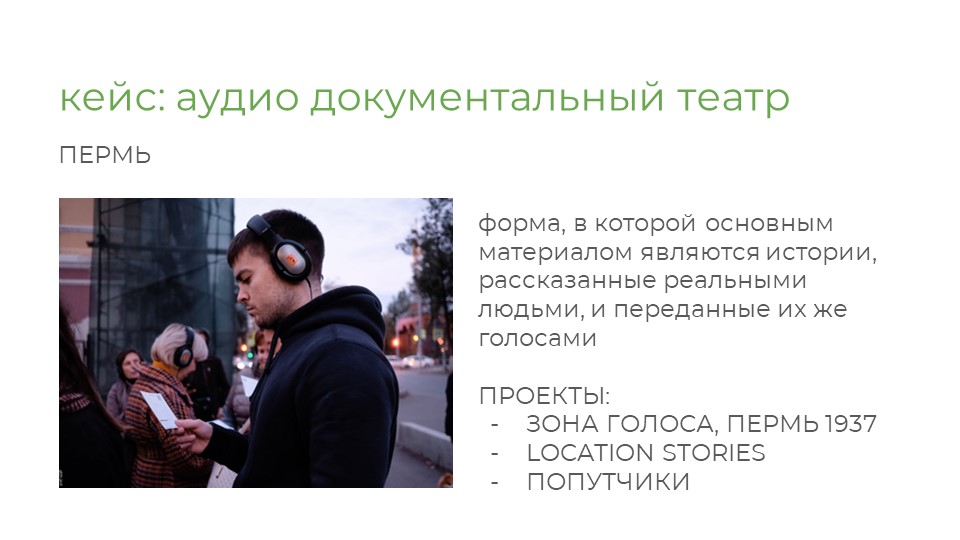 кейс: аудио документальный театр
ПЕРМЬ
форма, в которой основным
материалом являются истории,
рассказанные реальными
людьми, и переданные их же
голосами
ПРОЕКТЫ:
- ЗОНА ГОЛОСА, ПЕРМЬ 1937
- LOCATION STORIES
- ПОПУТЧИКИ